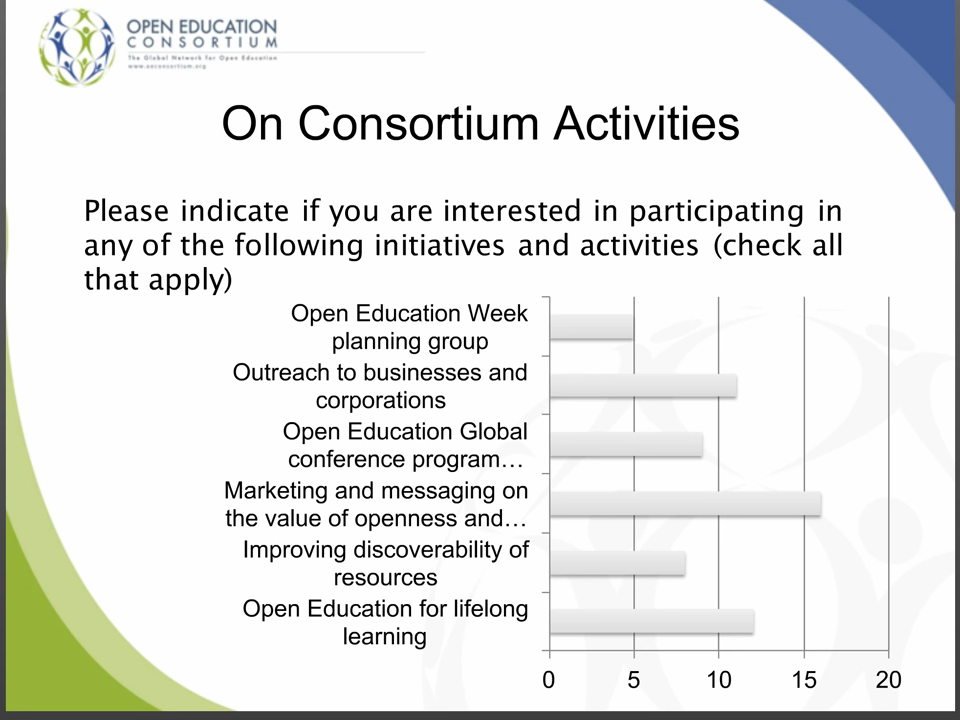 OPEN EDUCATION
CONSORTIUM
The Global Network for Open Education
www.oeconsortium.org
On Consortium Activities
Please indicate if you are interested in participating in
any of the following initiatives and activities (check all
that apply)
Open Education Week
planning group
Outreach to businesses and
corporations
Open Education Global
conference program…
Marketing and messaging on
the value of openness and…
Improving discoverability of
resources
Open Education for lifelong
learning
0 5 10 15 20